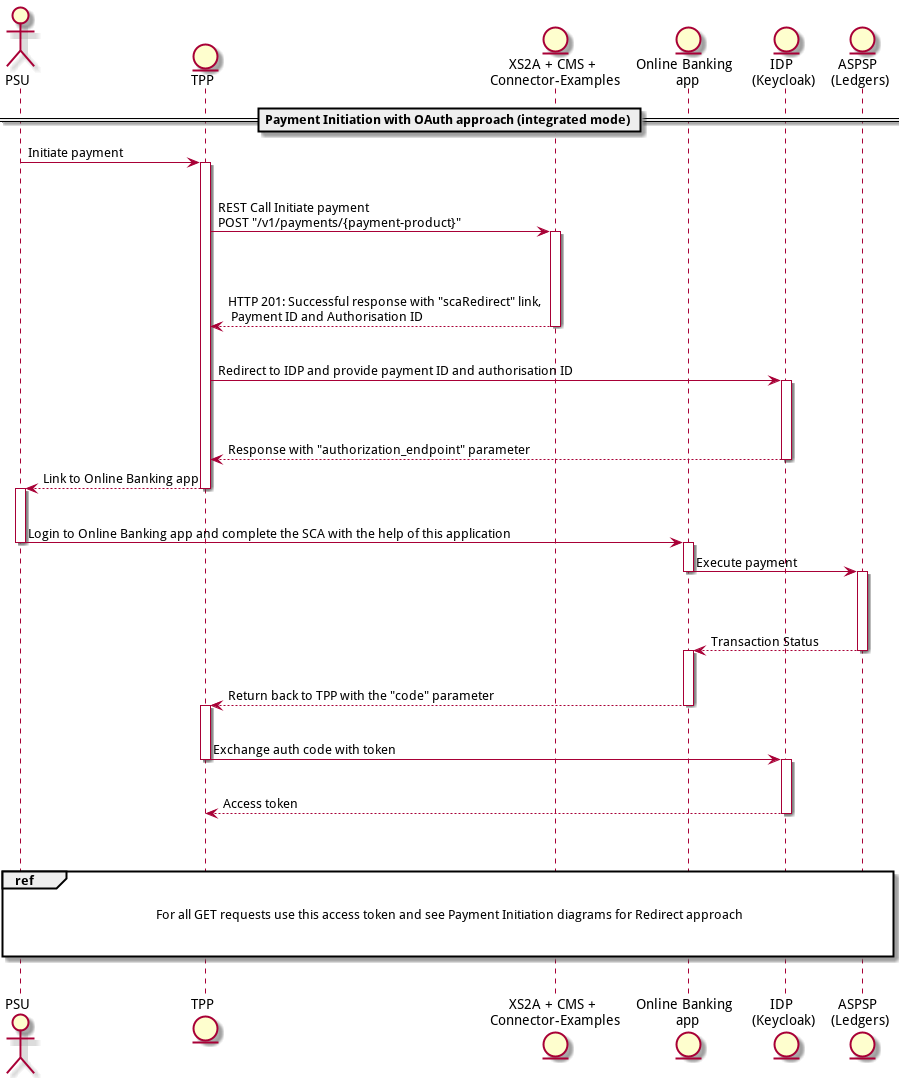 PSU
TPP
XS2A + CMS +
Connector-Examples
Online Banking
app
IDP
(Keycloak)
ASPSP
(Ledgers)
Payment Initiation with OAuth approach (integrated mode)
Initiate payment
REST Call Initiate payment
POST "/v1/payments/{payment-product}"
HTTP 201: Successful response with "scaRedirect" link,
Payment ID and Authorisation ID
Redirect to IDP and provide payment ID and authorisation ID
Response with "authorization_endpoint" parameter
Link to Online Banking app
Login to Online Banking app and complete the SCA with the help of this application
Execute payment
Transaction Status
Return back to TPP with the "code" parameter
Exchange auth code with token
Access token
ref
For all GET requests use this access token and see Payment Initiation diagrams for Redirect approach
PSU
TPP
XS2A + CMS +
Connector-Examples
Online Banking
app
IDP
(Keycloak)
ASPSP
(Ledgers)